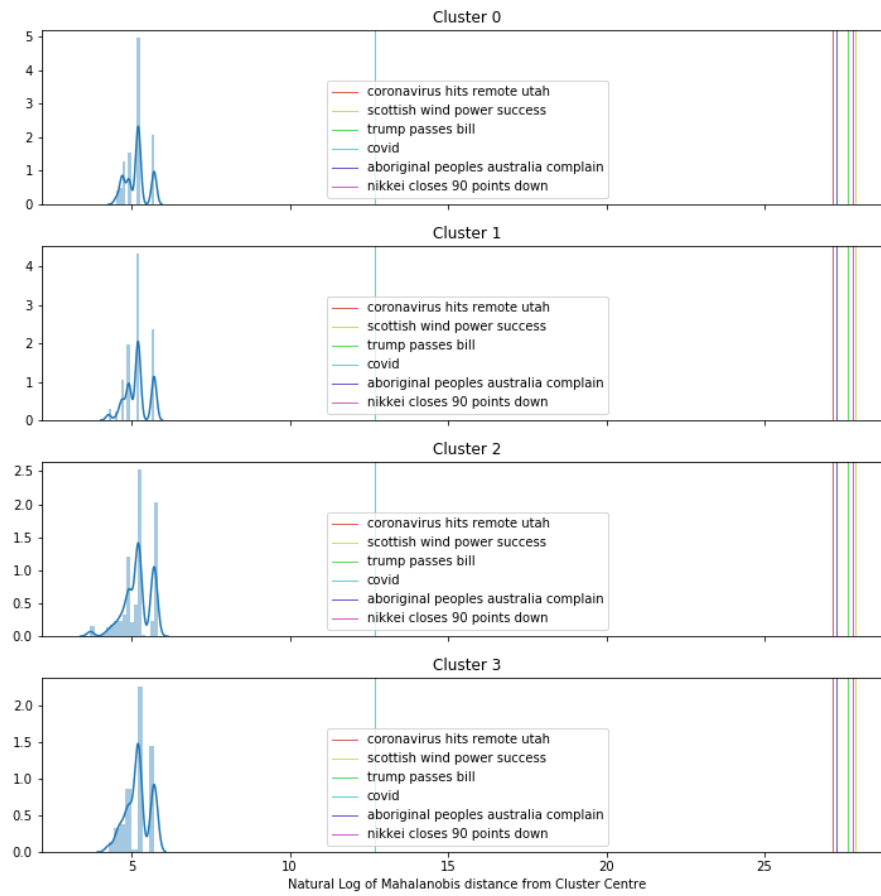 Cluster 0
5
4
3
2
1
0
coronavirus hits remote utah
scottish wind power success
trump passes bill
covid
aboriginal peoples australia complain
nikkei closes 90 points down
Cluster 1
4
3
2
1
0
coronavirus hits remote utah
scottish wind power success
trump passes bill
covid
aboriginal peoples australia complain
nikkei closes 90 points down
Cluster 2
2.5
2.0
1.5
1.0
0.5
0.0
coronavirus hits remote utah
scottish wind power success
trump passes bill
covid
aboriginal peoples australia complain
nikkei closes 90 points down
Cluster 3
2.0
1.5
1.0
0.5
0.0
coronavirus hits remote utah
scottish wind power success
trump passes bill
covid
aboriginal peoples australia complain
nikkei closes 90 points down
5 10 15 20 25
Natural Log of Mahalanobis distance from Cluster Centre